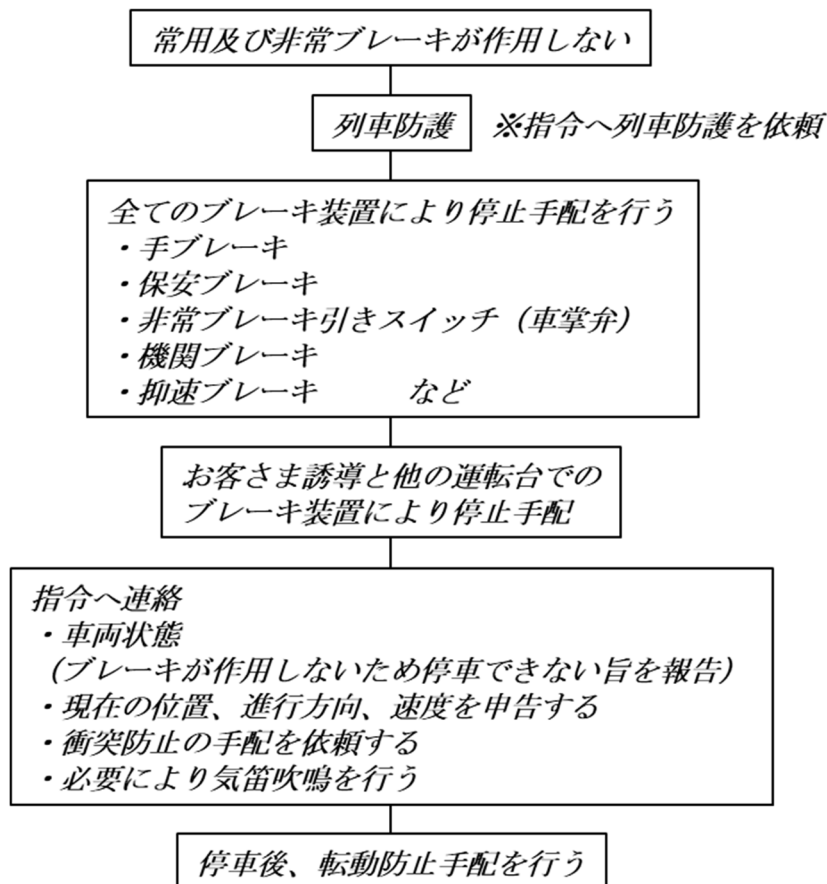 常用及び非常ブレーキが作用しない
列車防護 ※指令へ列車防護を依頼
全てのブレーキ装置により停止手配を行う
・手ブレーキ
・保安ブレーキ
・非常ブレーキ引きスイッチ（車掌弁）
・機関ブレーキ
・抑速ブレーキ　　　など
お客さま誘導と他の運転台での
ブレーキ装置により停止手配
指令へ連絡
・車両状態
（ブレーキが作用しないため停車できない旨を報告）
・現在の位置、進行方向、速度を申告する
・衝突防止の手配を依頼する
・必要により気笛吹鳴を行う
停車後、転動防止手配を行う